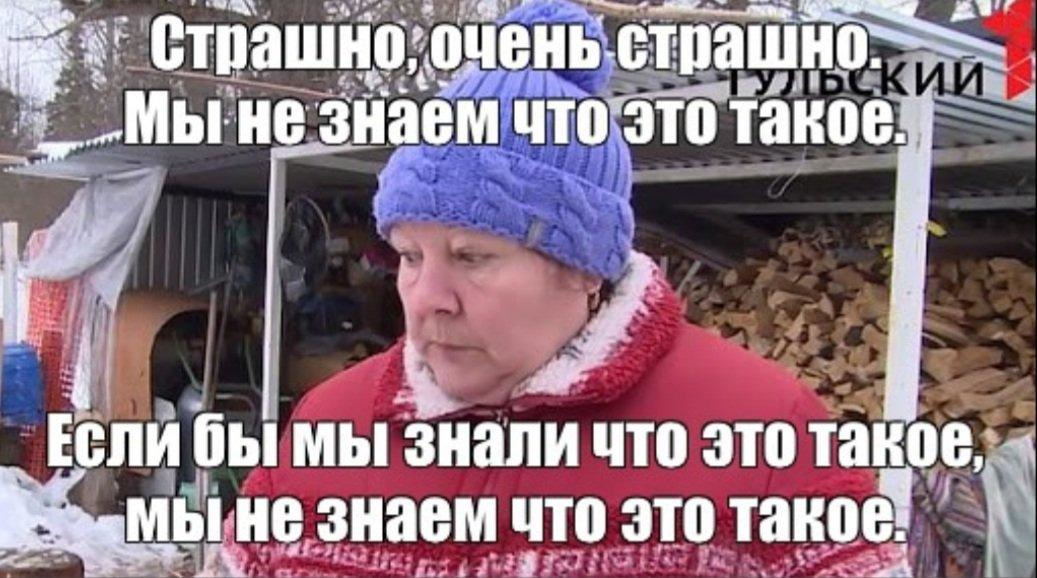 Страшно, очень страшно.
ТУЛЬСКИЙ 1
Мы не знаем что это такое.
Если бы мы знали что это такое,
мы не знаем что это такое.